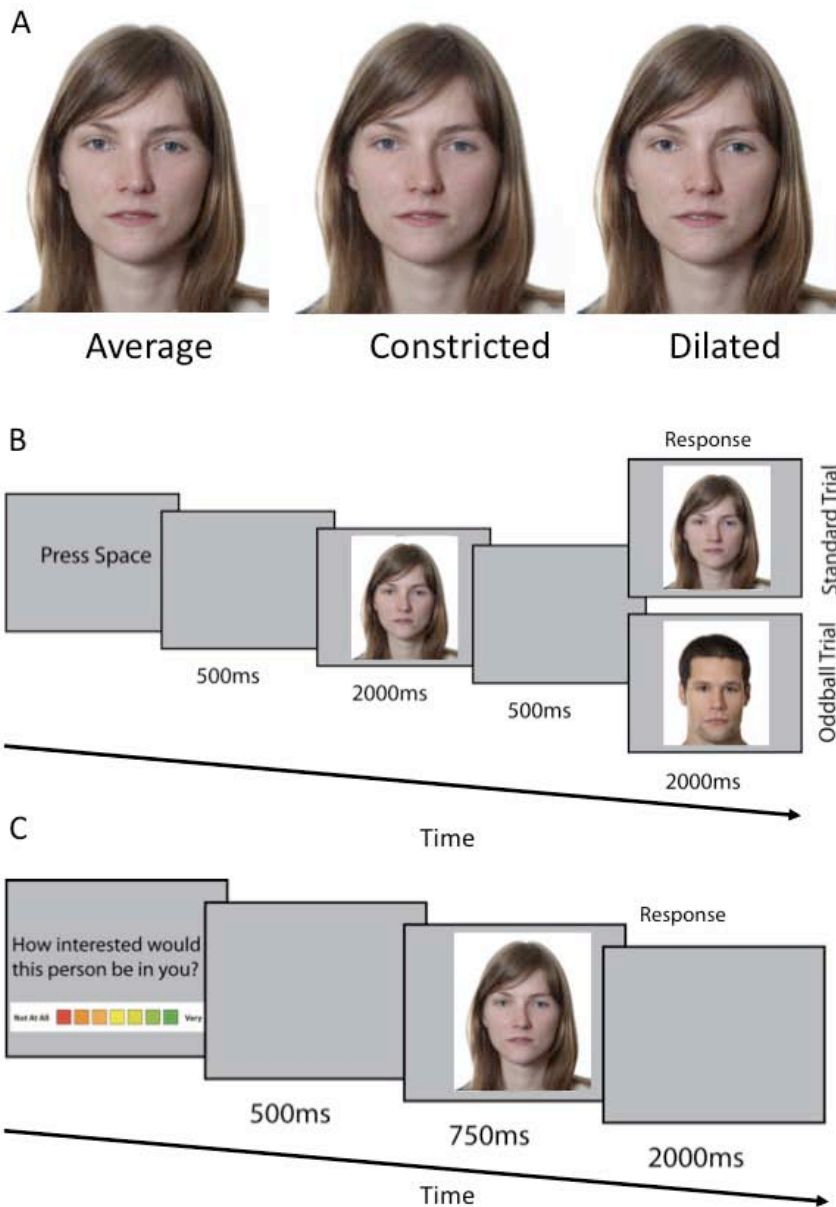 A
Average
Constricted
Dilated
B
Response
Press Space
500ms
2000ms
500ms
2000ms
Standard Trial
Oddball Trial
Time
C
Response
How interested would
this person be in you?
Not At All
Very
500ms
750ms
2000ms
Time